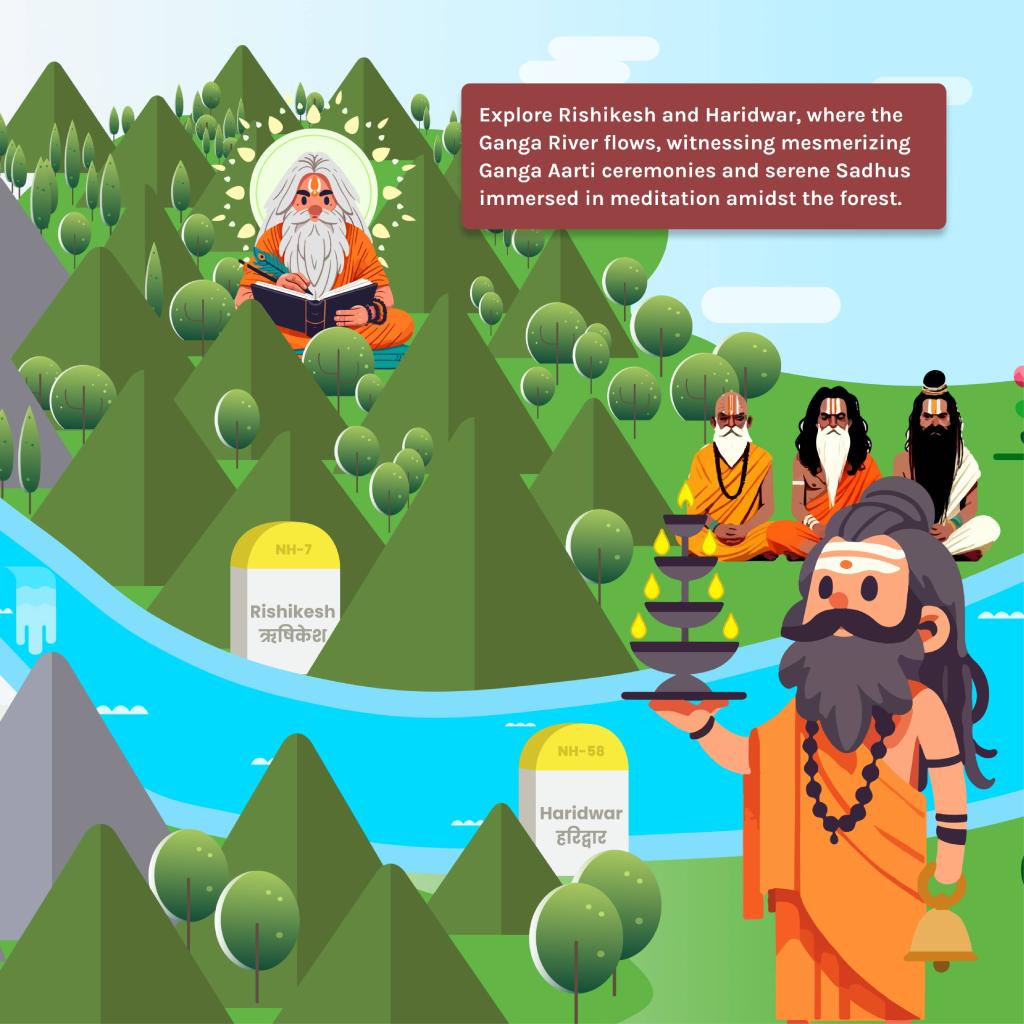 Explore Rishikesh and Haridwar, where the
Ganga River flows, witnessing mesmerizing
Ganga Aarti ceremonies and serene Sadhus
immersed in meditation amidst the forest.
NH-7
Rishikesh
ऋषिकेश
NH-58
Haridwar
हरिद्वार